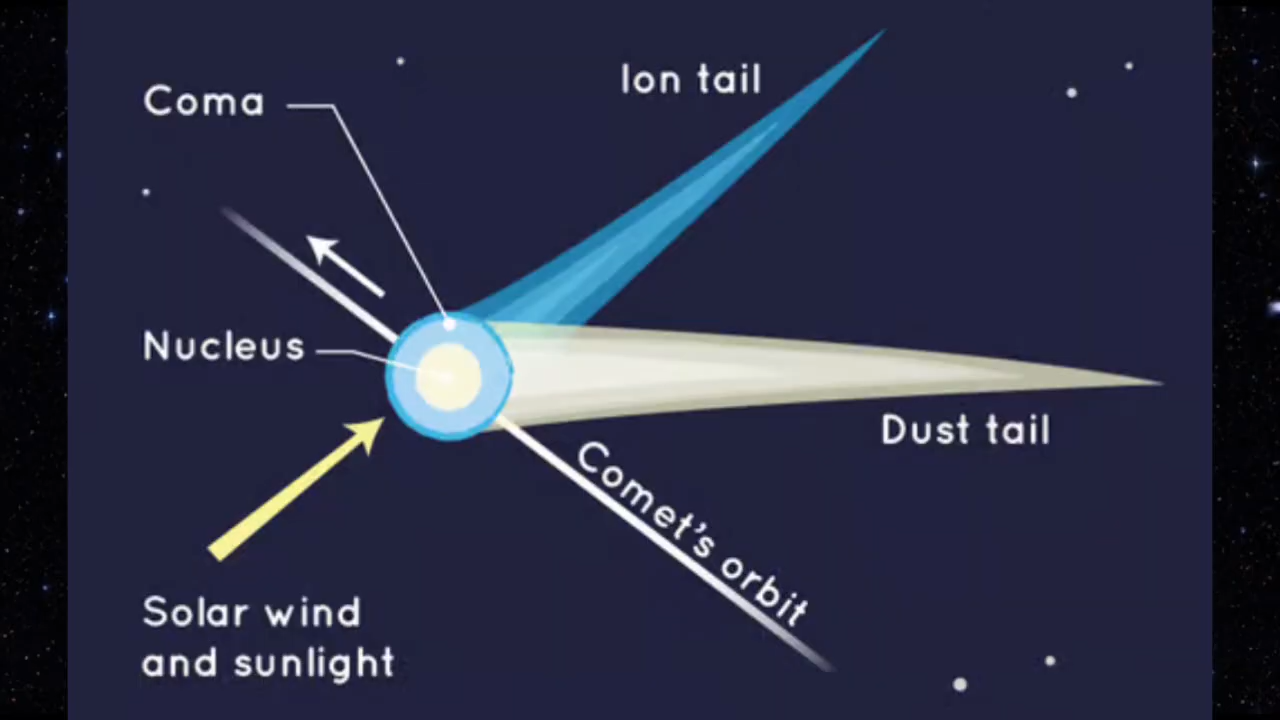 Ion tail
Coma
Nucleus
Dust tail
Comet's orbit
Solar wind
and sunlight